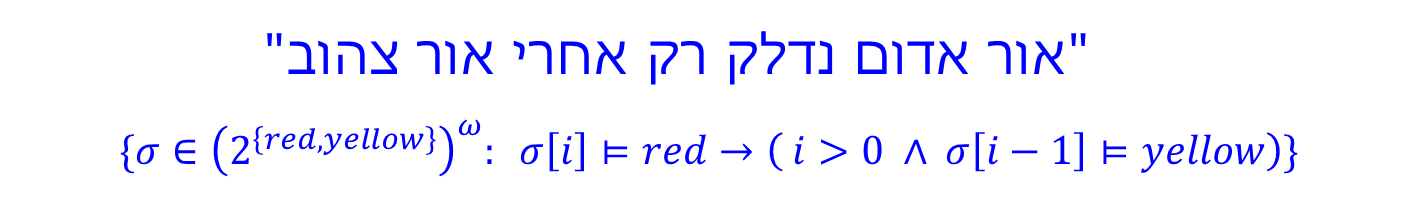 "אור אדום נדלק רק אחרי אור צהוב"
{σ ∈ (2^{red,yellow})^ω: σ[i] ⊨ red → ( i > 0 ∧ σ[i − 1] ⊨ yellow)}